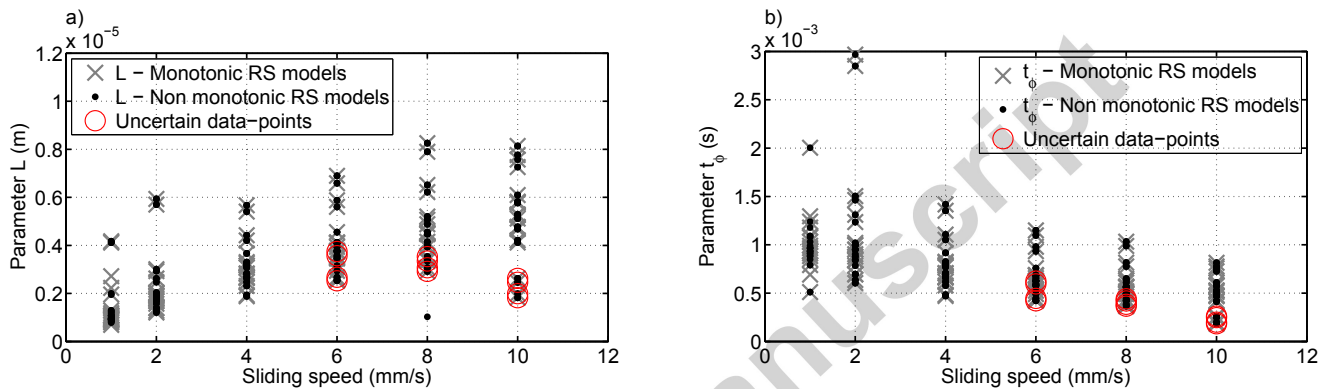 a)
x 10⁻⁵
1.2
1
0.8
0.6
0.4
0.2
0
Parameter L (m)
× L − Monotonic RS models
• L − Non monotonic RS models
Uncertain data−points
0 2 4 6 8 10 12
Sliding speed (mm/s)
b)
x 10⁻³
3
2.5
2
1.5
1
0.5
0
Parameter t_ϕ (s)
× t_ϕ − Monotonic RS models
• t_ϕ − Non monotonic RS models
Uncertain data−points
0 2 4 6 8 10 12
Sliding speed (mm/s)
anuscript